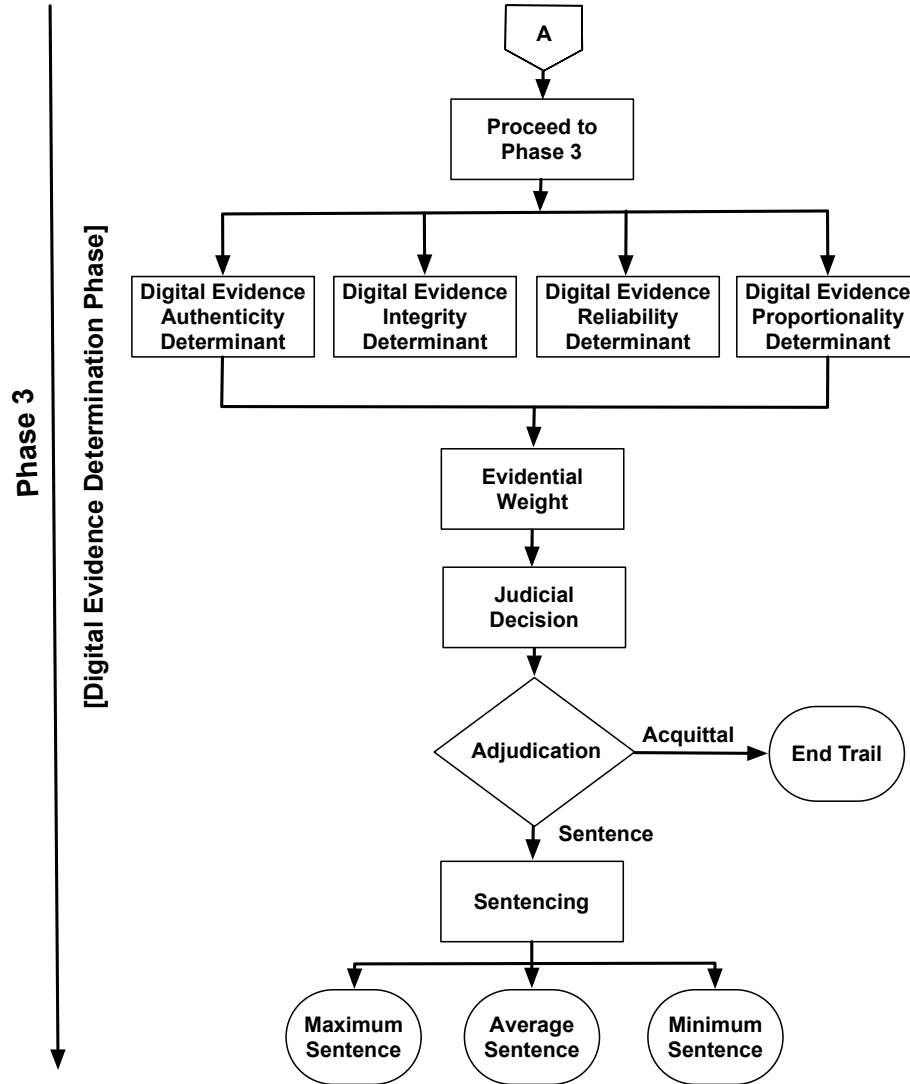 A
Proceed to
Phase 3
Phase 3
[Digital Evidence Determination Phase]
Digital Evidence
Authenticity
Determinant
Digital Evidence
Integrity
Determinant
Digital Evidence
Reliability
Determinant
Digital Evidence
Proportionality
Determinant
Evidential
Weight
Judicial
Decision
Adjudication
Acquittal
End Trail
Sentence
Sentencing
Maximum
Sentence
Average
Sentence
Minimum
Sentence